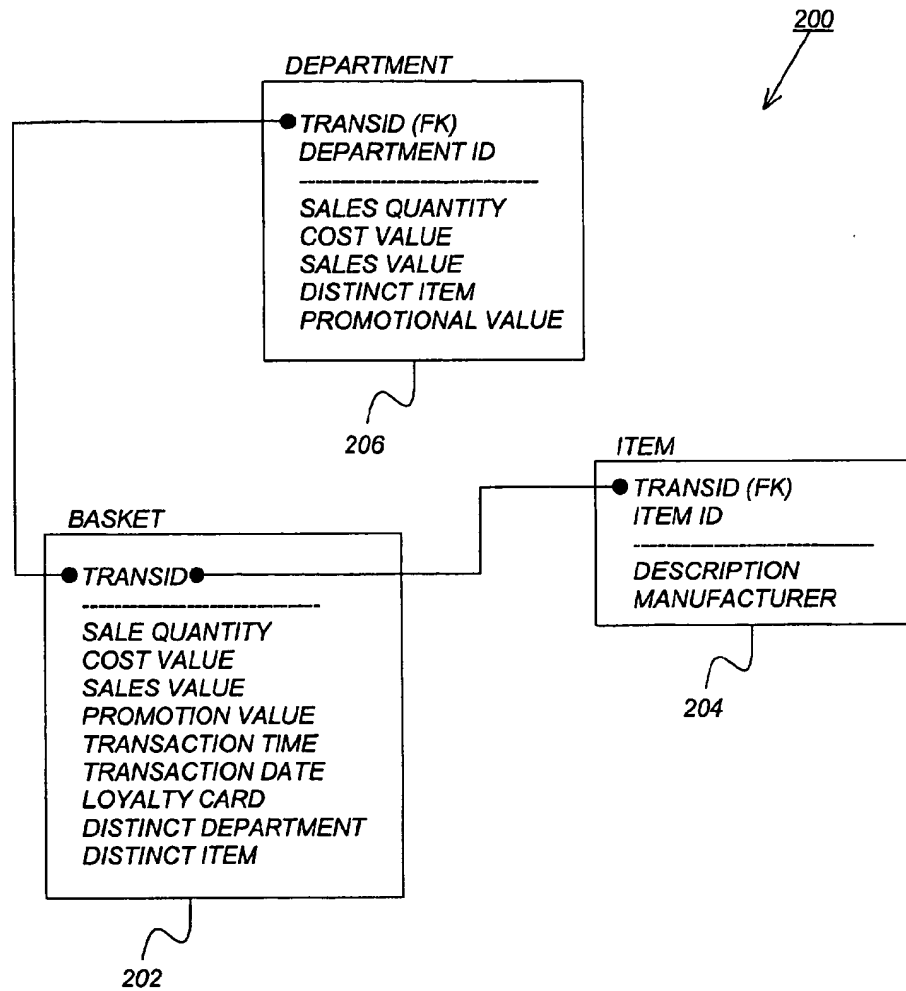 200
DEPARTMENT
TRANSID (FK)
DEPARTMENT ID
SALES QUANTITY
COST VALUE
SALES VALUE
DISTINCT ITEM
PROMOTIONAL VALUE
206
ITEM
TRANSID (FK)
ITEM ID
DESCRIPTION
MANUFACTURER
204
BASKET
TRANSID
SALE QUANTITY
COST VALUE
SALES VALUE
PROMOTION VALUE
TRANSACTION TIME
TRANSACTION DATE
LOYALTY CARD
DISTINCT DEPARTMENT
DISTINCT ITEM
202